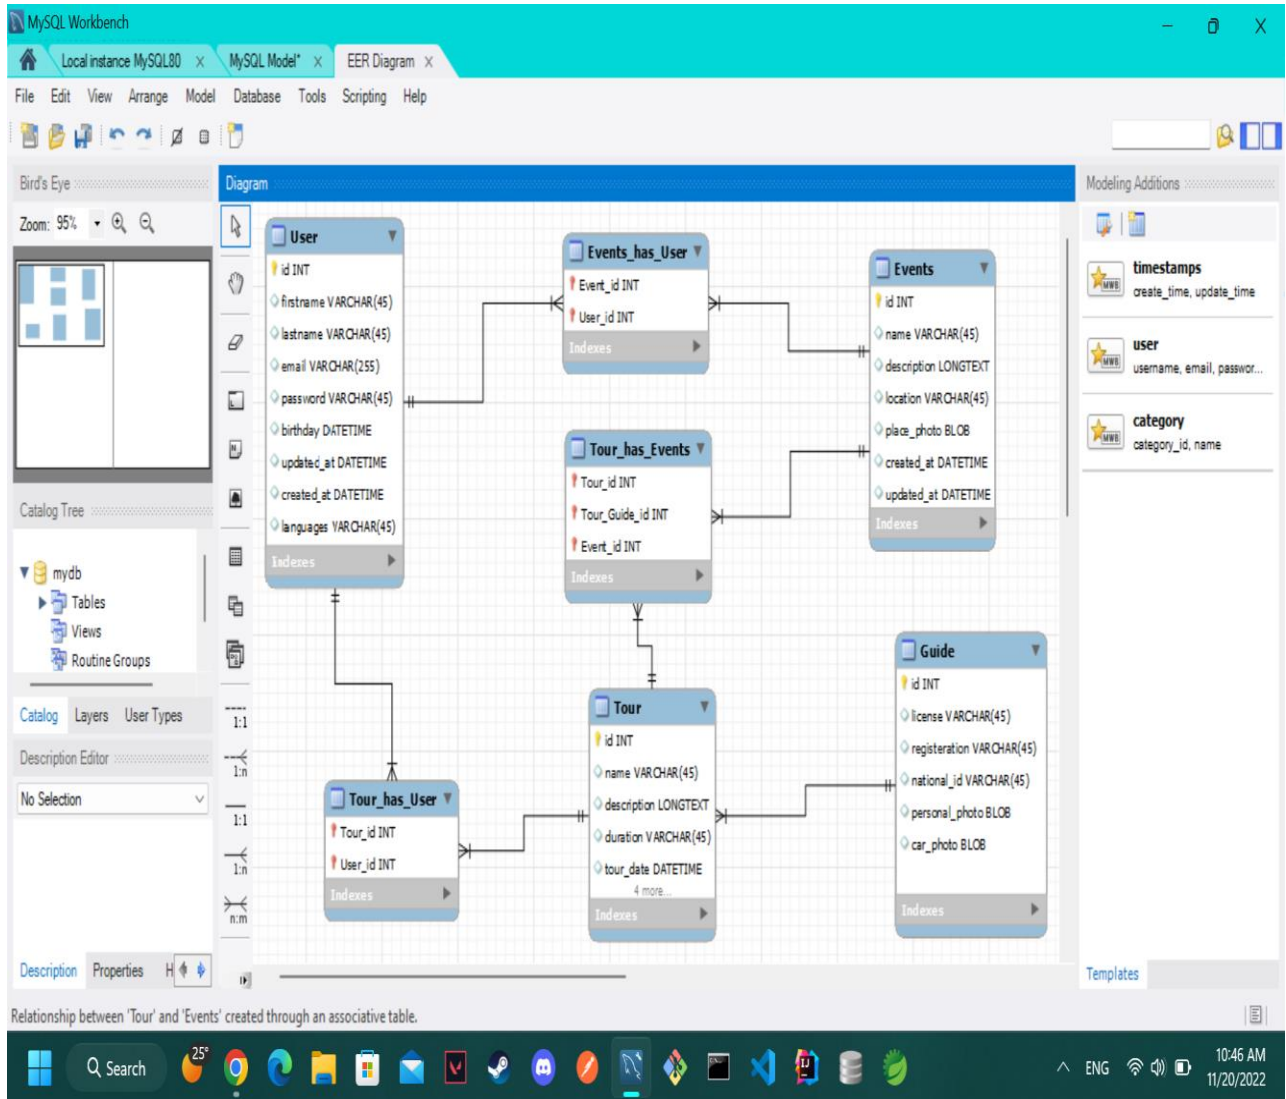 MySQL Workbench
Local instance MySQL80 x MySQL Model* x EER Diagram x
File Edit View Arrange Model Database Tools Scripting Help
Bird's Eye
Zoom: 95%
Catalog Tree
mydb
Tables
Views
Routine Groups
Catalog Layers User Types
Description Editor
No Selection
Description Properties H
Diagram
1:1
1:n
1:1
1:n
n:m
User
id INT
firstname VARCHAR(45)
lastname VARCHAR(45)
email VARCHAR(255)
password VARCHAR(45)
birthday DATETIME
updated_at DATETIME
created_at DATETIME
languages VARCHAR(45)
Indexes
Events_has_User
Event_id INT
User_id INT
Indexes
Events
id INT
name VARCHAR(45)
description LONGTEXT
location VARCHAR(45)
place_photo BLOB
created_at DATETIME
updated_at DATETIME
Indexes
Tour_has_Events
Tour_id INT
Tour_Guide_id INT
Event_id INT
Indexes
Guide
id INT
license VARCHAR(45)
registeration VARCHAR(45)
national_id VARCHAR(45)
personal_photo BLOB
car_photo BLOB
Indexes
Tour
id INT
name VARCHAR(45)
description LONGTEXT
duration VARCHAR(45)
tour_date DATETIME
4 more...
Indexes
Tour_has_User
Tour_id INT
User_id INT
Indexes
Modeling Additions
timestamps
create_time, update_time
user
username, email, passwor...
category
category_id, name
Templates
Relationship between 'Tour' and 'Events' created through an associative table.
Search
25°
ENG
10:46 AM
11/20/2022